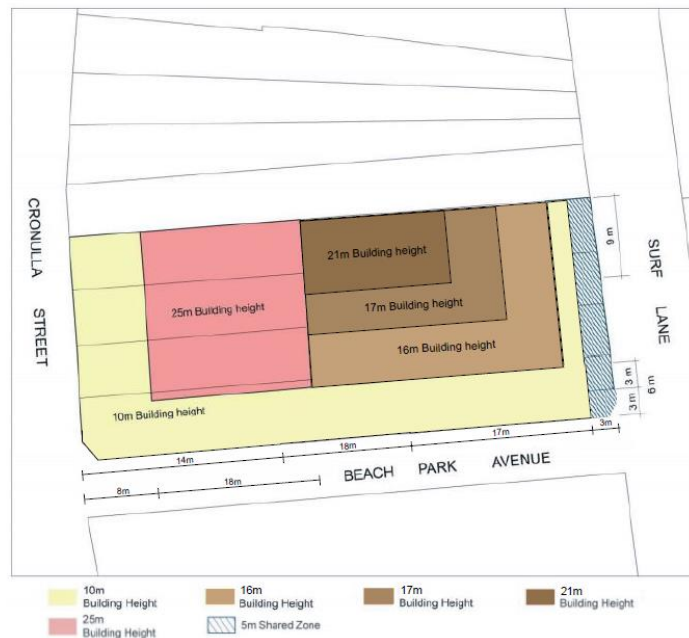 CRONULLA STREET
21m Building height
25m Building height
17m Building height
16m Building height
10m Building height
9 m
SURF LANE
3 m
6 m
3 m
14m
18m
17m
3m
8m
18m
BEACH PARK AVENUE
10m
Building Height
16m
Building Height
17m
Building Height
21m
Building Height
25m
Building Height
5m Shared Zone